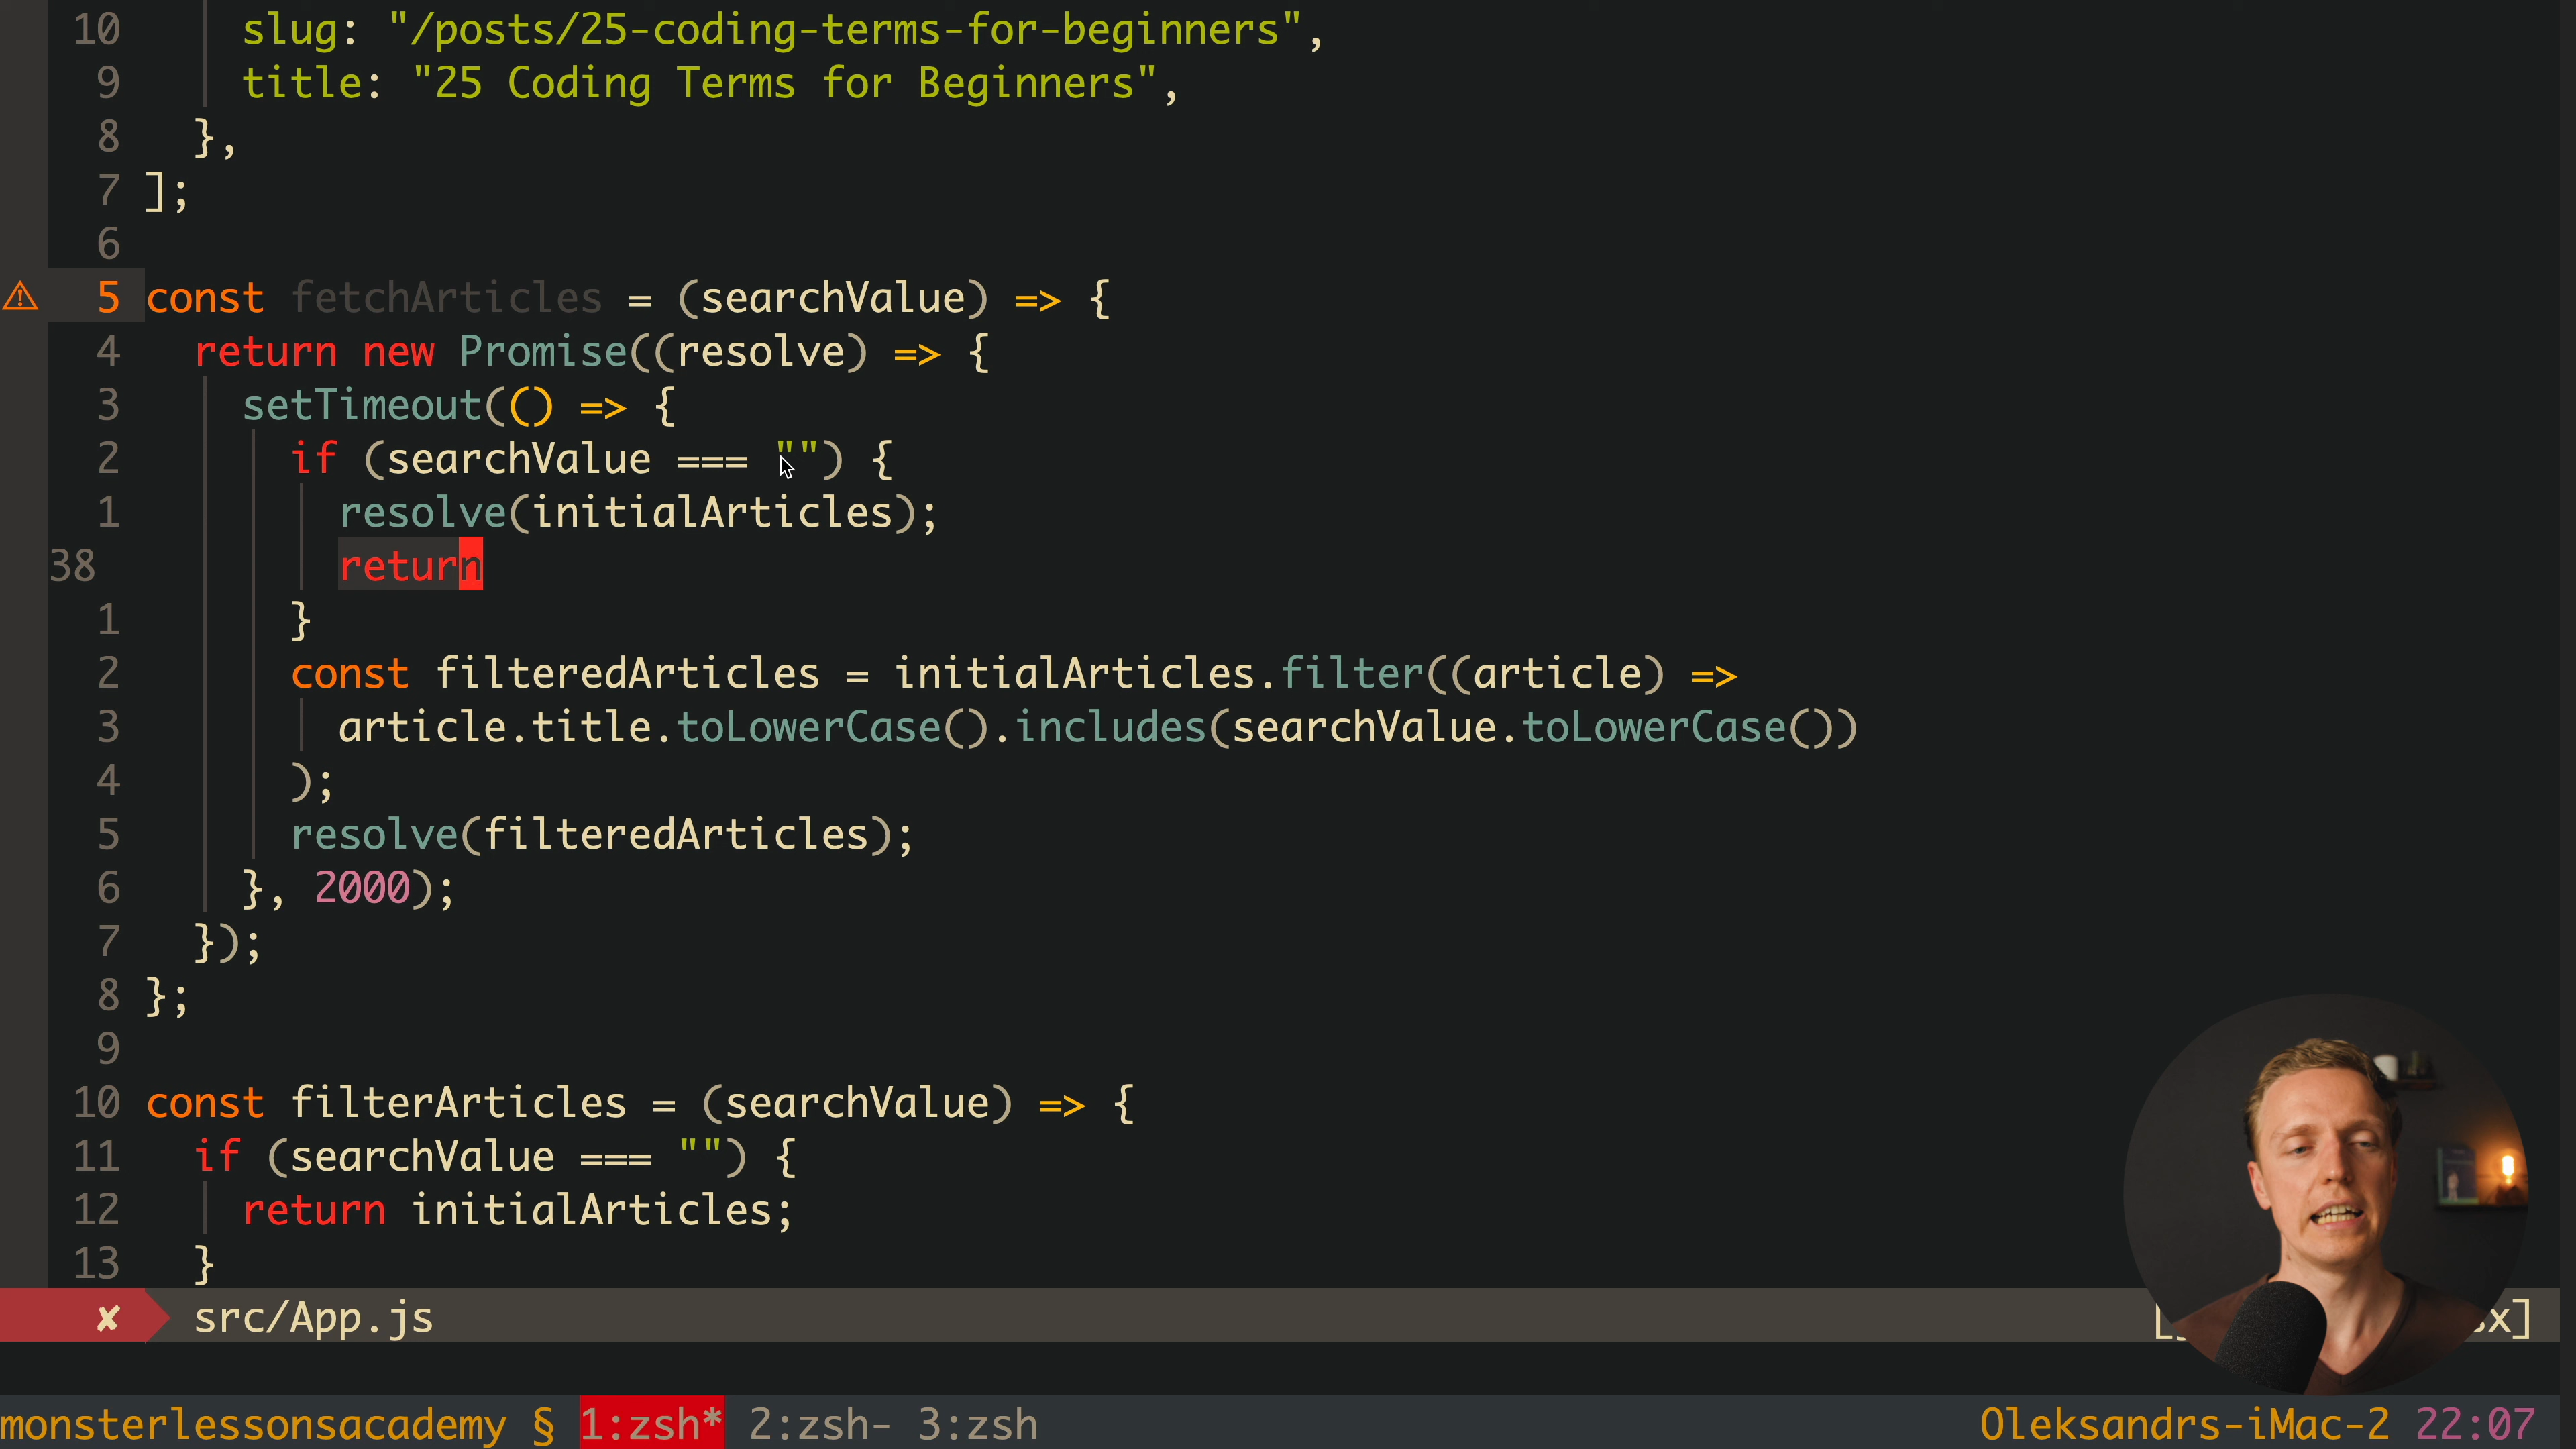 10 slug: "/posts/25-coding-terms-for-beginners",
9 title: "25 Coding Terms for Beginners",
8 },
7 ];
6
5 const fetchArticles = (searchValue) => {
4 return new Promise((resolve) => {
3 setTimeout(() => {
2 if (searchValue === "") {
1 resolve(initialArticles);
38 return
1 }
2 const filteredArticles = initialArticles.filter((article) =>
3 article.title.toLowerCase().includes(searchValue.toLowerCase())
4 );
5 resolve(filteredArticles);
6 }, 2000);
7 });
8 };
9
10 const filterArticles = (searchValue) => {
11 if (searchValue === "") {
12 return initialArticles;
13 }
✘ src/App.js
monsterlessonsacademy § 1:zsh* 2:zsh- 3:zsh Oleksandrs-iMac-2 22:07